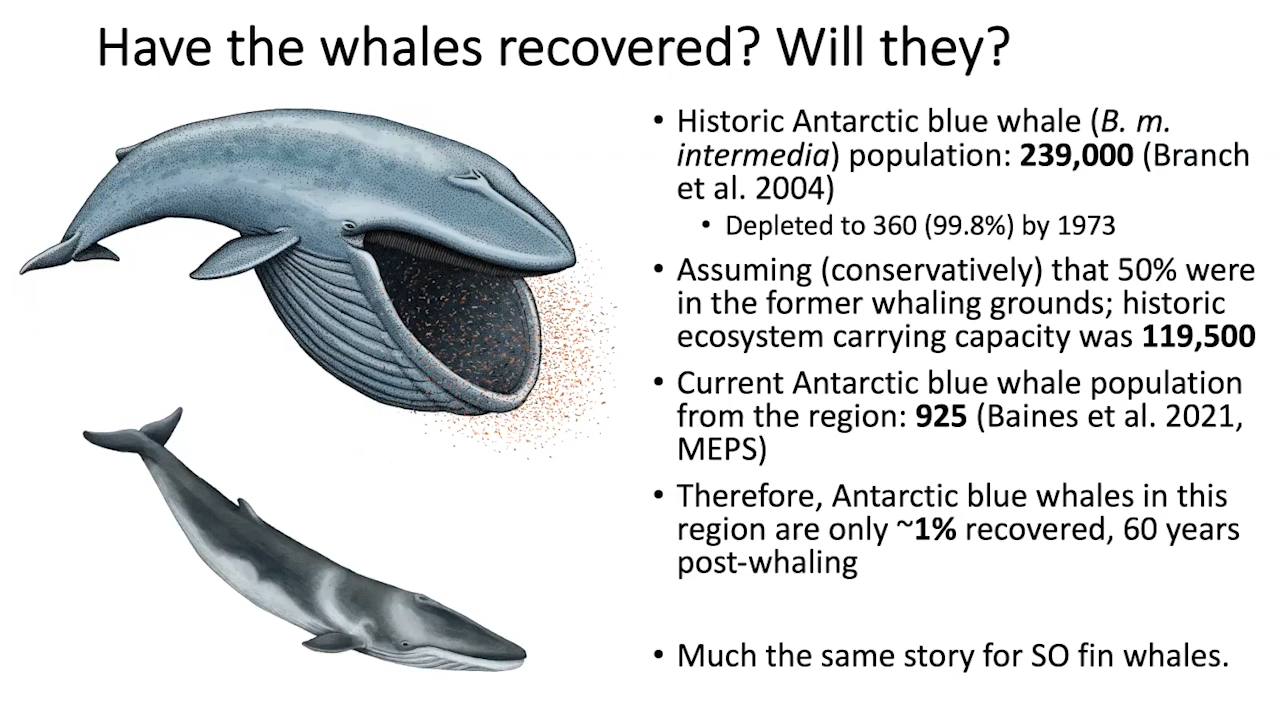 Have the whales recovered? Will they?
• Historic Antarctic blue whale (B. m.
intermedia) population: 239,000 (Branch
et al. 2004)
• Depleted to 360 (99.8%) by 1973
• Assuming (conservatively) that 50% were
in the former whaling grounds; historic
ecosystem carrying capacity was 119,500
• Current Antarctic blue whale population
from the region: 925 (Baines et al. 2021,
MEPS)
• Therefore, Antarctic blue whales in this
region are only ~1% recovered, 60 years
post-whaling
• Much the same story for SO fin whales.